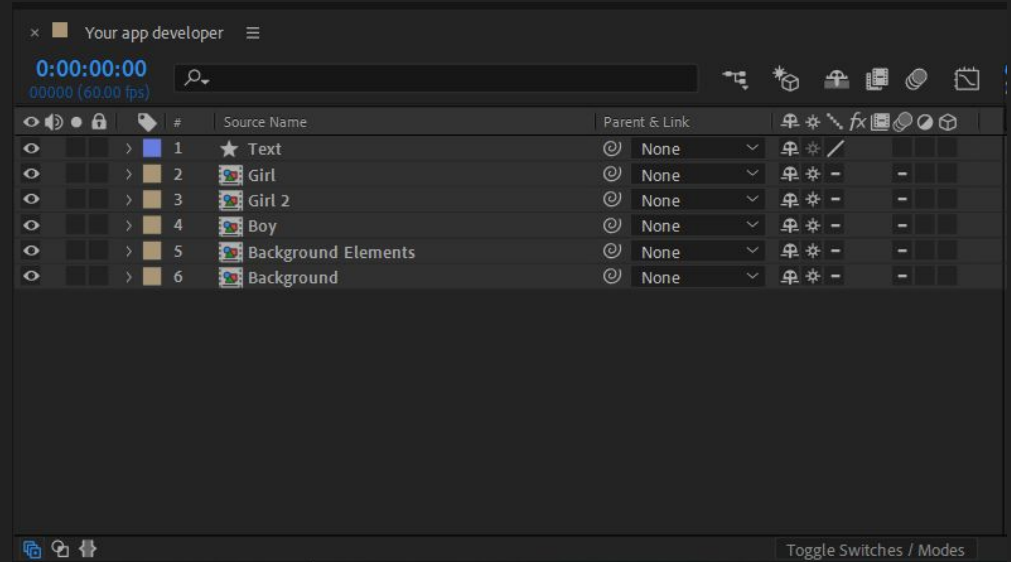 Your app developer
0:00:00:00
00000 (60.00 fps)
# Source Name Parent & Link fx
1 Text None
2 Girl None
3 Girl 2 None
4 Boy None
5 Background Elements None
6 Background None
Toggle Switches / Modes